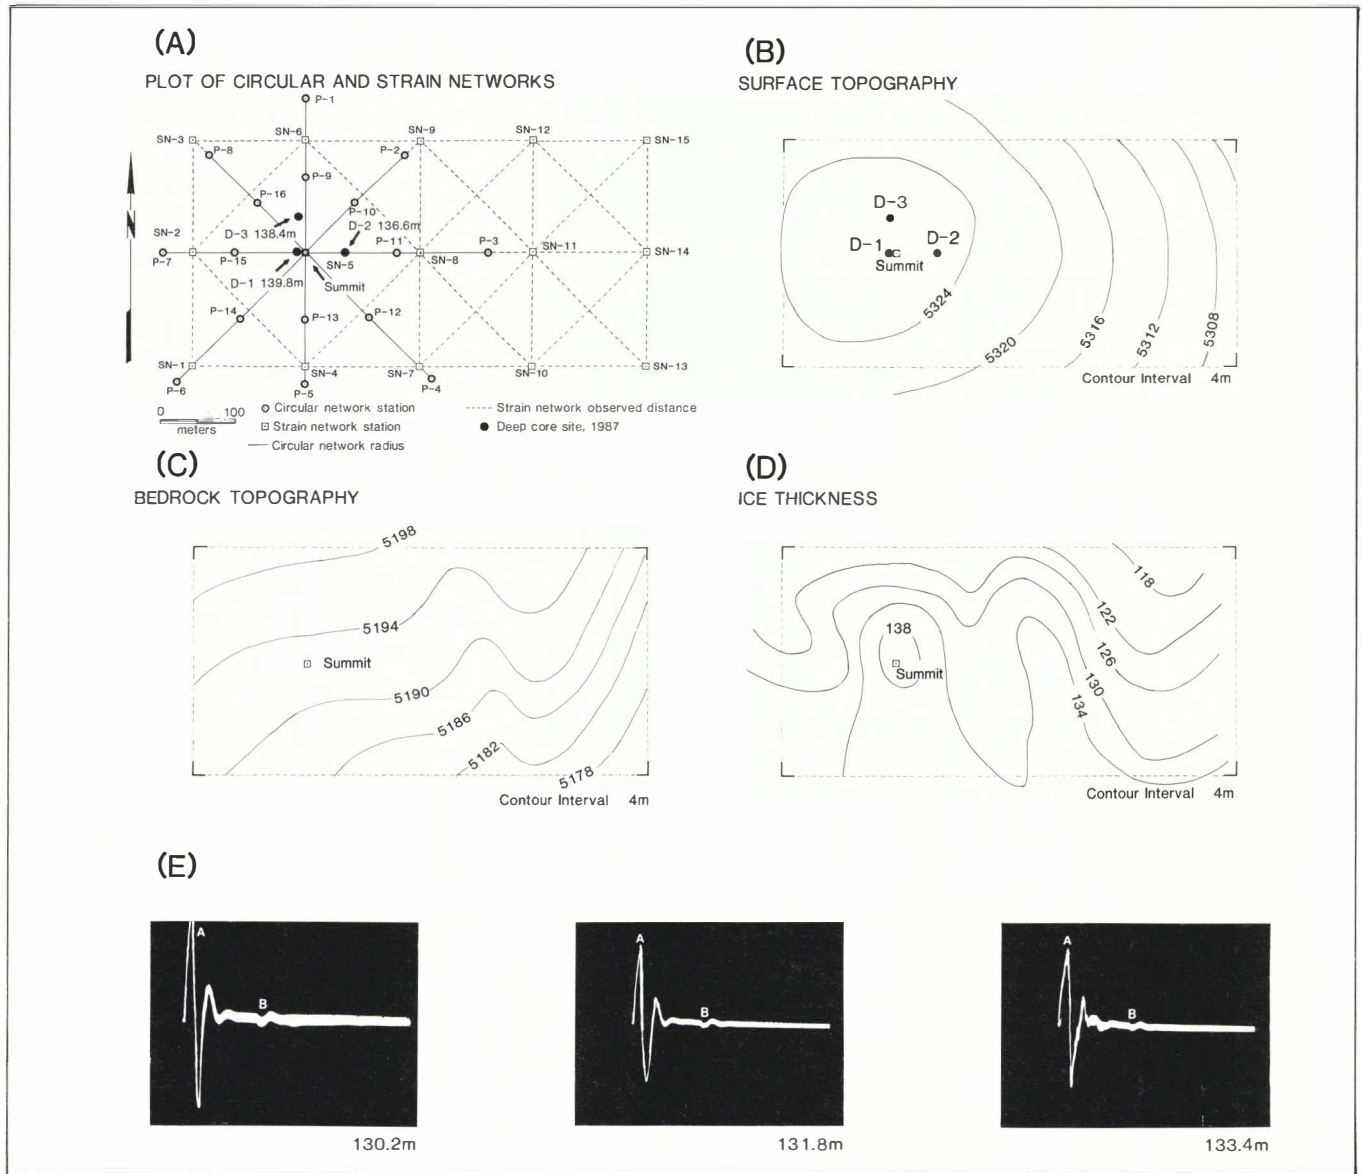 (A)
PLOT OF CIRCULAR AND STRAIN NETWORKS
P-1
SN-3
SN-6
SN-9
SN-12
SN-15
P-8
P-2
P-9
P-16
P-10
D-3 138.4m
D-2 136.6m
SN-2
P-7
P-15
SN-5
P-11
SN-8
P-3
SN-11
SN-14
D-1 139.8m
Summit
P-14
P-13
P-12
SN-1
SN-4
SN-7
SN-10
SN-13
P-6
P-5
P-4
0 100
meters
N
Circular network station
Strain network station
Circular network radius
Strain network observed distance
Deep core site, 1987
(B)
SURFACE TOPOGRAPHY
D-3
D-1
D-2
Summit
5324
5320
5316
5312
5308
Contour Interval 4m
(C)
BEDROCK TOPOGRAPHY
5198
5194
Summit
5190
5186
5182
5178
Contour Interval 4m
(D)
ICE THICKNESS
118
122
138
126
Summit
130
134
Contour Interval 4m
(E)
A
B
130.2m
A
B
131.8m
A
B
133.4m